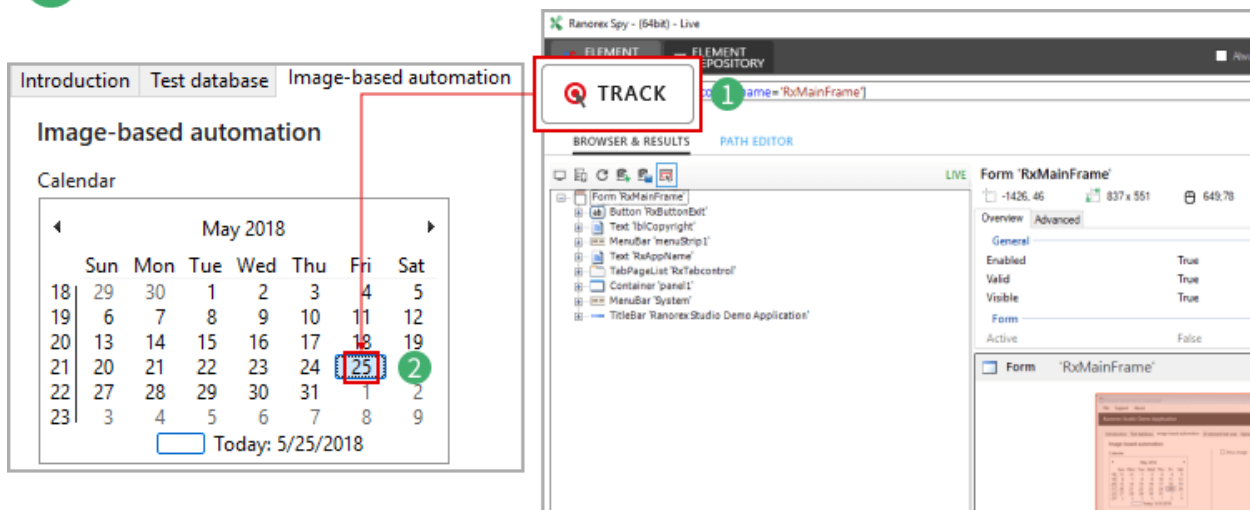 Introduction Test database Image-based automation
Image-based automation
Calendar
May 2018
Sun Mon Tue Wed Thu Fri Sat
18 29 30 1 2 3 4 5
19 6 7 8 9 10 11 12
20 13 14 15 16 17 18 19
21 20 21 22 23 24 25 2
22 27 28 29 30 31 1 2
23 3 4 5 6 7 8 9
Today: 5/25/2018
Ranorex Spy - (64bit) - Live
ELEMENT
ELEMENT
EPOSITORY
TRACK
1
ame='RxMainFrame']
BROWSER & RESULTS PATH EDITOR
LIVE
Form 'RxMainFrame'
Button 'RxButtonExit'
Text 'lblCopyright'
MenuBar 'menuStrip1'
Text 'RxAppName'
TabPageList 'RxTabcontrol'
Container 'panel1'
MenuBar 'System'
TitleBar 'Ranorex Studio Demo Application'
Form 'RxMainFrame'
-1426, 46 837 x 551 649;78
Overview Advanced
General
Enabled True
Valid True
Visible True
Form
Active False
Form 'RxMainFrame'